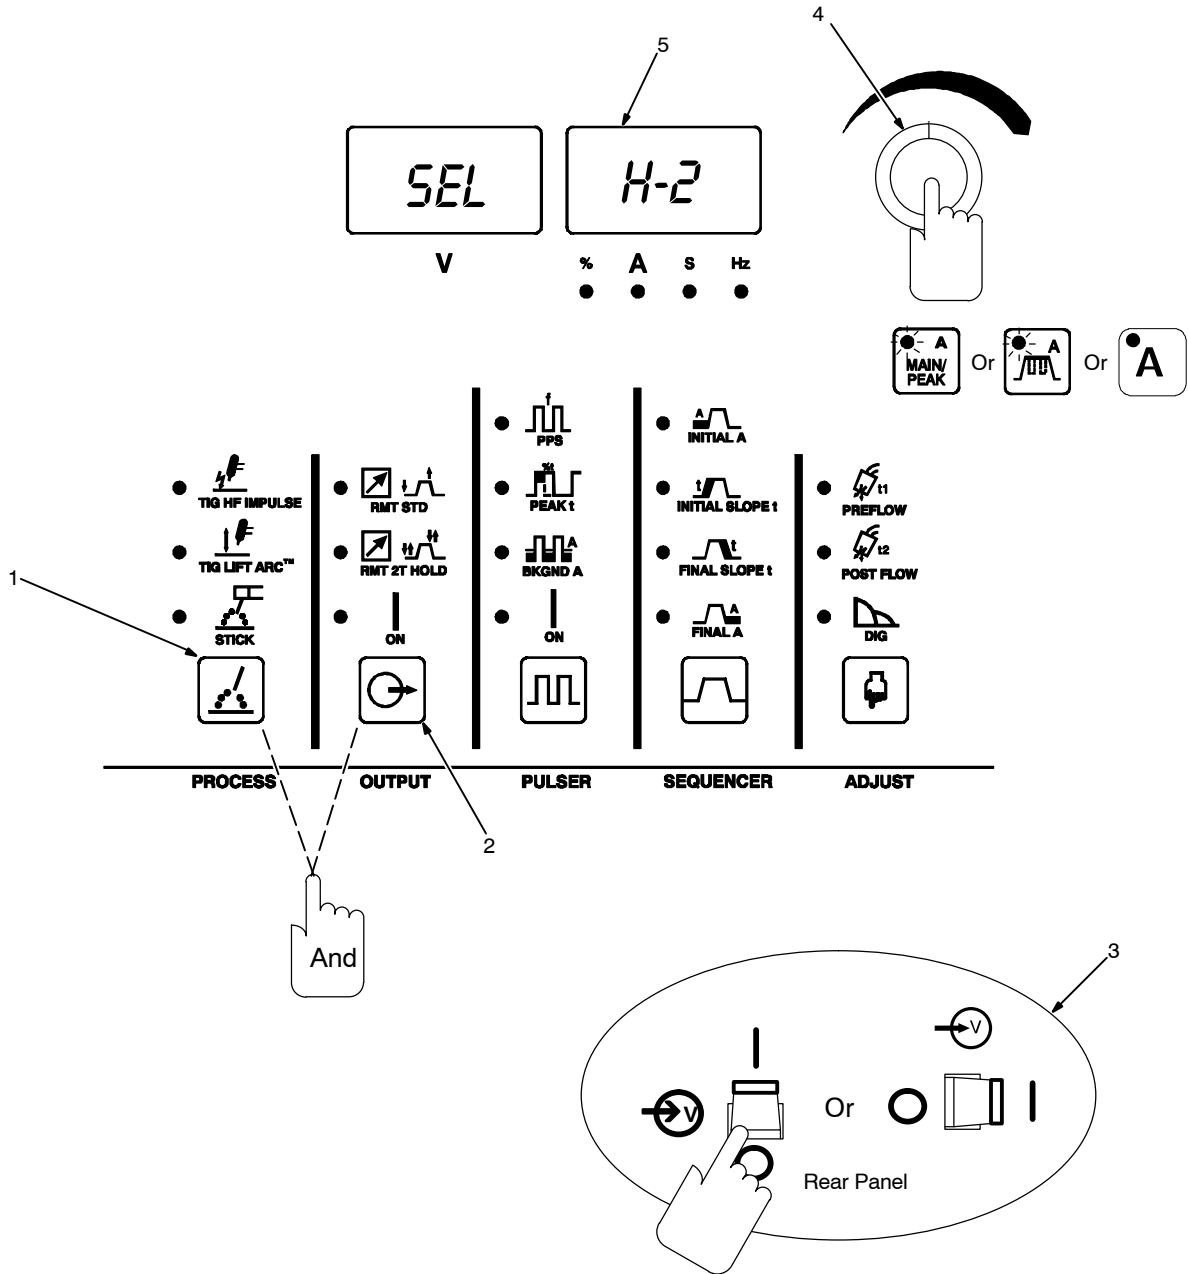 4
5
SEL
H-2
V
% A S Hz
A
MAIN/
PEAK
Or
A
Or
A
f
PPS
A
INITIAL A
TIG HF IMPULSE
RMT STD
%t
PEAK t
t
INITIAL SLOPE t
t1
PREFLOW
TIG LIFT ARC™
RMT 2T HOLD
A
BKGND A
t
FINAL SLOPE t
t2
POST FLOW
1
STICK
ON
ON
A
FINAL A
DIG
PROCESS
OUTPUT
PULSER
SEQUENCER
ADJUST
2
And
3
V
V
Or
Rear Panel